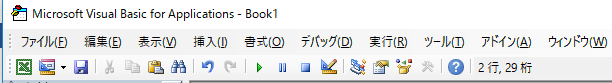 Microsoft Visual Basic for Applications - Book1
ファイル(F) 編集(E) 表示(V) 挿入(I) 書式(O) デバッグ(D) 実行(R) ツール(T) アドイン(A) ウィンドウ(W)
2 行, 29 桁